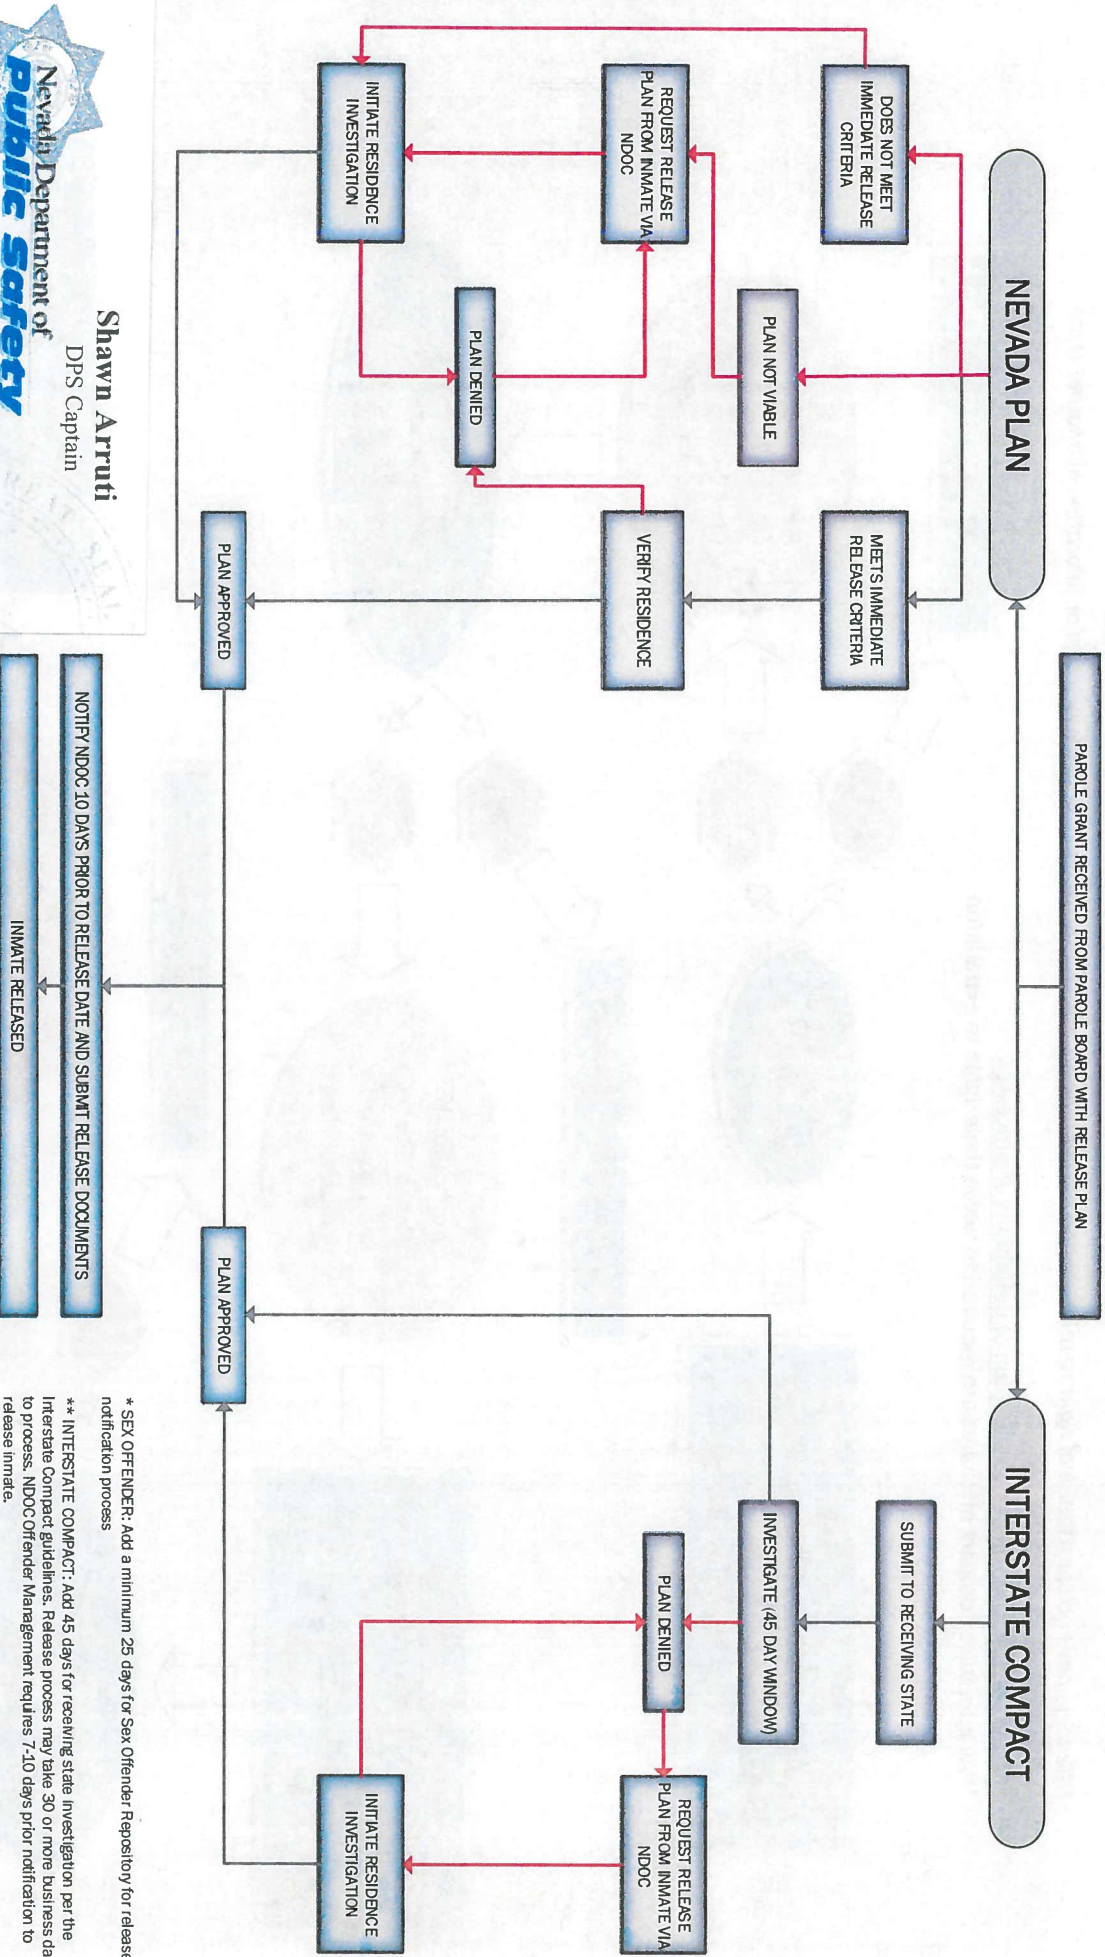 PAROLE GRANT RECEIVED FROM PAROLE BOARD WITH RELEASE PLAN
NEVADA PLAN
INTERSTATE COMPACT
DOES NOT MEET
IMMEDIATE RELEASE
CRITERIA
MEETS IMMEDIATE
RELEASE CRITERIA
SUBMIT TO RECEIVING STATE
PLAN NOT VIABLE
INVESTIGATE (45 DAY WINDOW)
REQUEST RELEASE
PLAN FROM INMATE VIA
NDOC
VERIFY RESIDENCE
PLAN DENIED
REQUEST RELEASE
PLAN FROM INMATE VIA
NDOC
PLAN DENIED
INITIATE RESIDENCE
INVESTIGATION
INITIATE RESIDENCE
INVESTIGATION
PLAN APPROVED
PLAN APPROVED
NOTIFY NDOC 10 DAYS PRIOR TO RELEASE DATE AND SUBMIT RELEASE DOCUMENTS
INMATE RELEASED
* SEX OFFENDER: Add a minimum 25 days for Sex Offender Repository for release
notification process
** INTERSTATE COMPACT: Add 45 days for receiving state investigation per the
Interstate Compact guidelines. Release process may take 30 or more business da
to process. NDOC Offender Management requires 7-10 days prior notification to
release inmate.
Shawn Arruti
DPS Captain
Nevada Department of
Public Safety